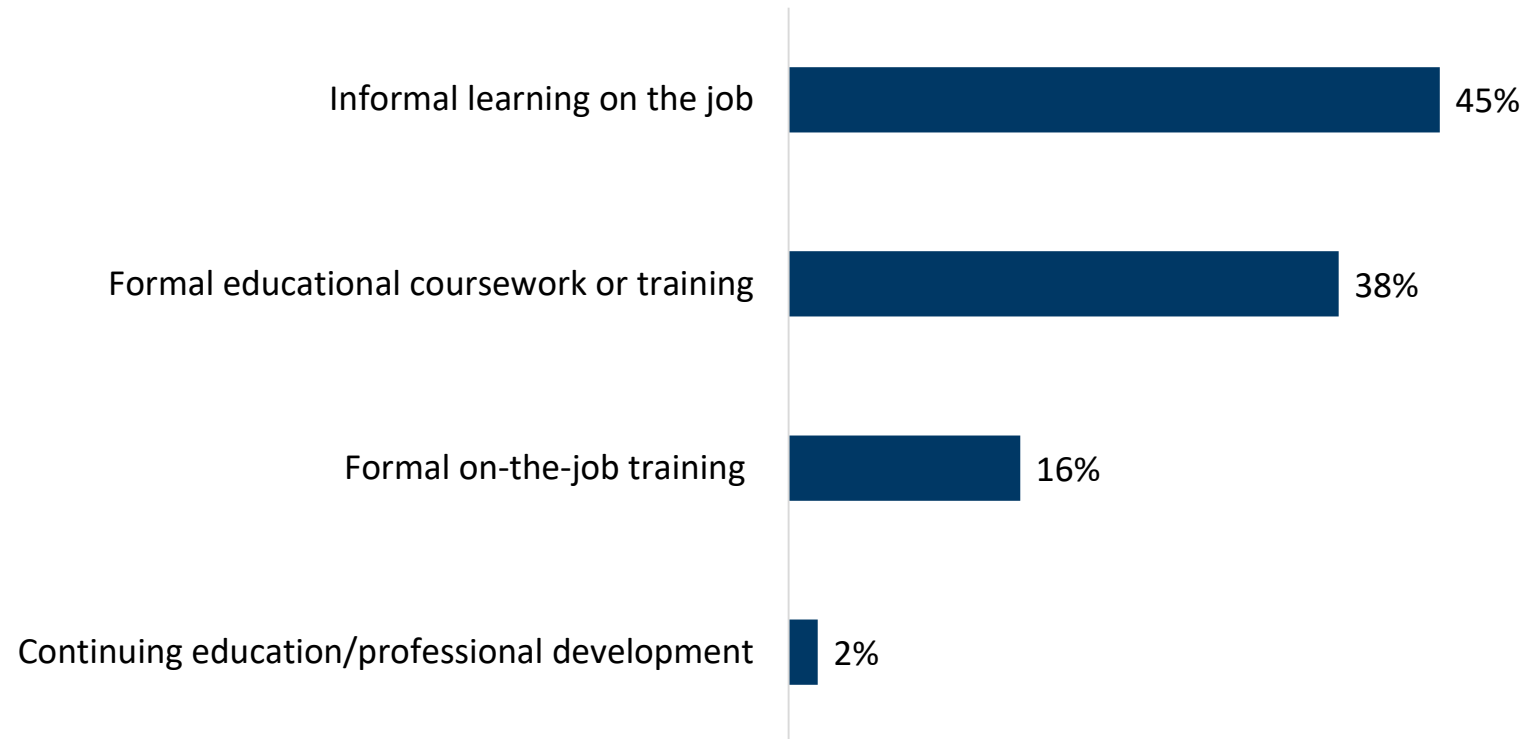 Informal learning on the job 45%
Formal educational coursework or training 38%
Formal on-the-job training 16%
Continuing education/professional development 2%